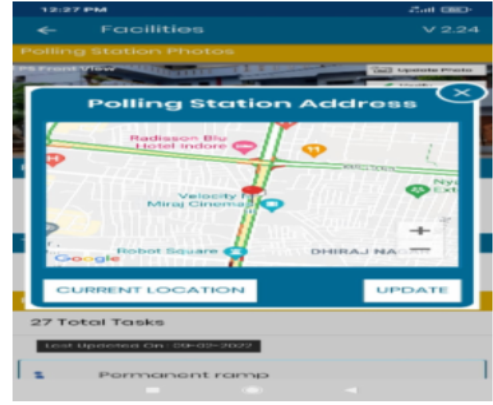 12:27 PM
Facilities
V 2.24
Polling Station Photos
PS Front View
Update Photo
Polling Station Address
Radisson Blu
Hotel Indore
Velocity
Miraj Cinema
Robot Square
DHIRAJ
Google
CURRENT LOCATION
UPDATE
27 Total Tasks
Last Updated On : 09-02-2022
1
Permanent ramp